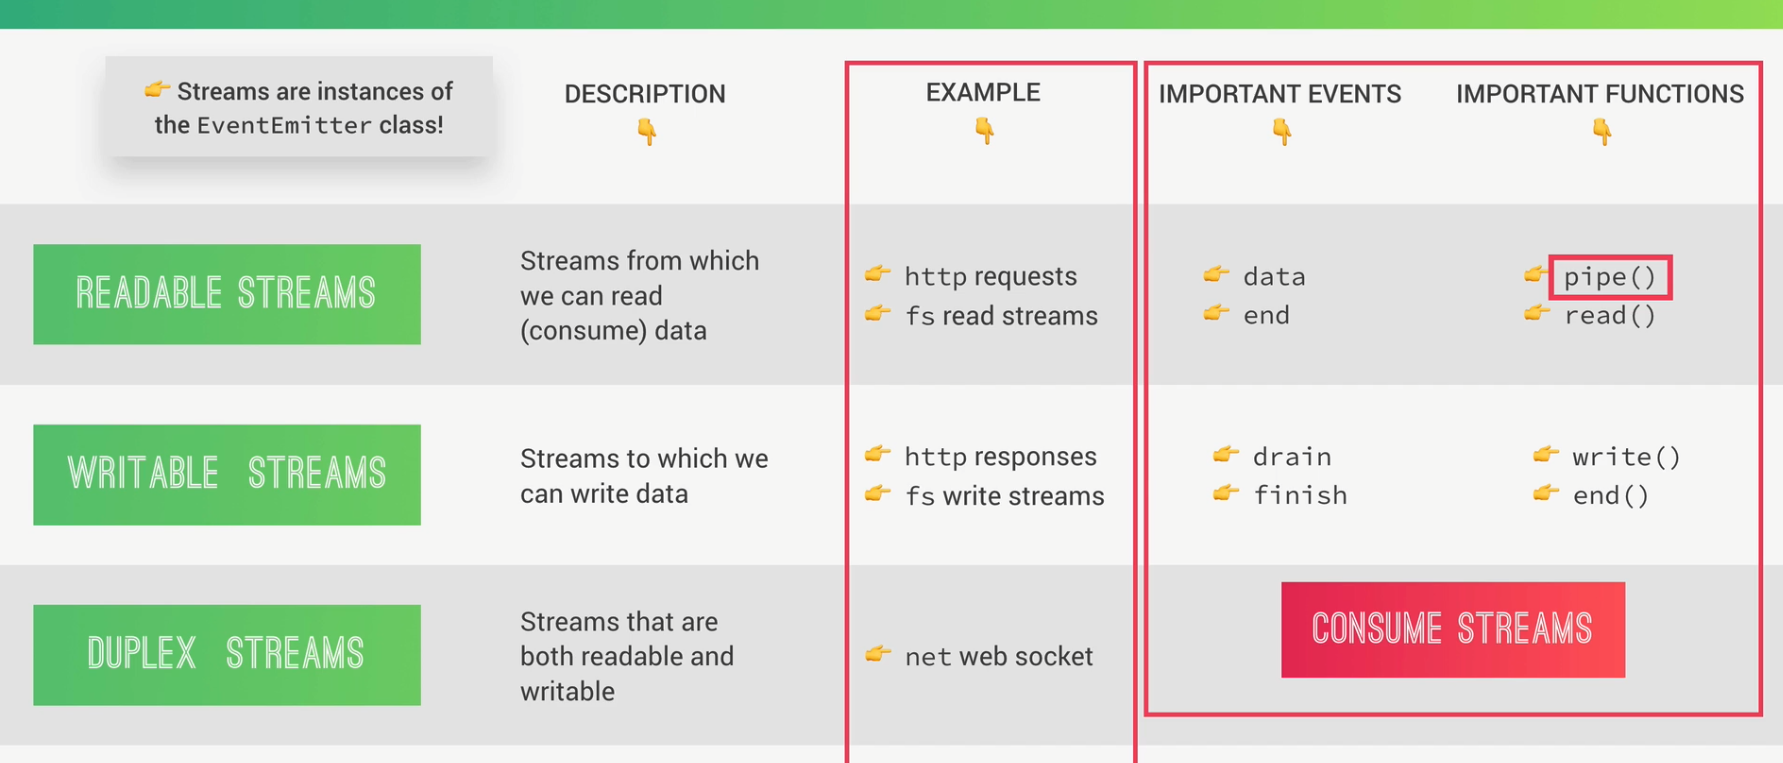 👉 Streams are instances of
the EventEmitter class!
DESCRIPTION
👇
EXAMPLE
👇
IMPORTANT EVENTS
👇
IMPORTANT FUNCTIONS
👇
READABLE STREAMS
Streams from which
we can read
(consume) data
👉 http requests
👉 fs read streams
👉 data
👉 end
👉 pipe()
👉 read()
WRITABLE STREAMS
Streams to which we
can write data
👉 http responses
👉 fs write streams
👉 drain
👉 finish
👉 write()
👉 end()
DUPLEX STREAMS
Streams that are
both readable and
writable
👉 net web socket
CONSUME STREAMS